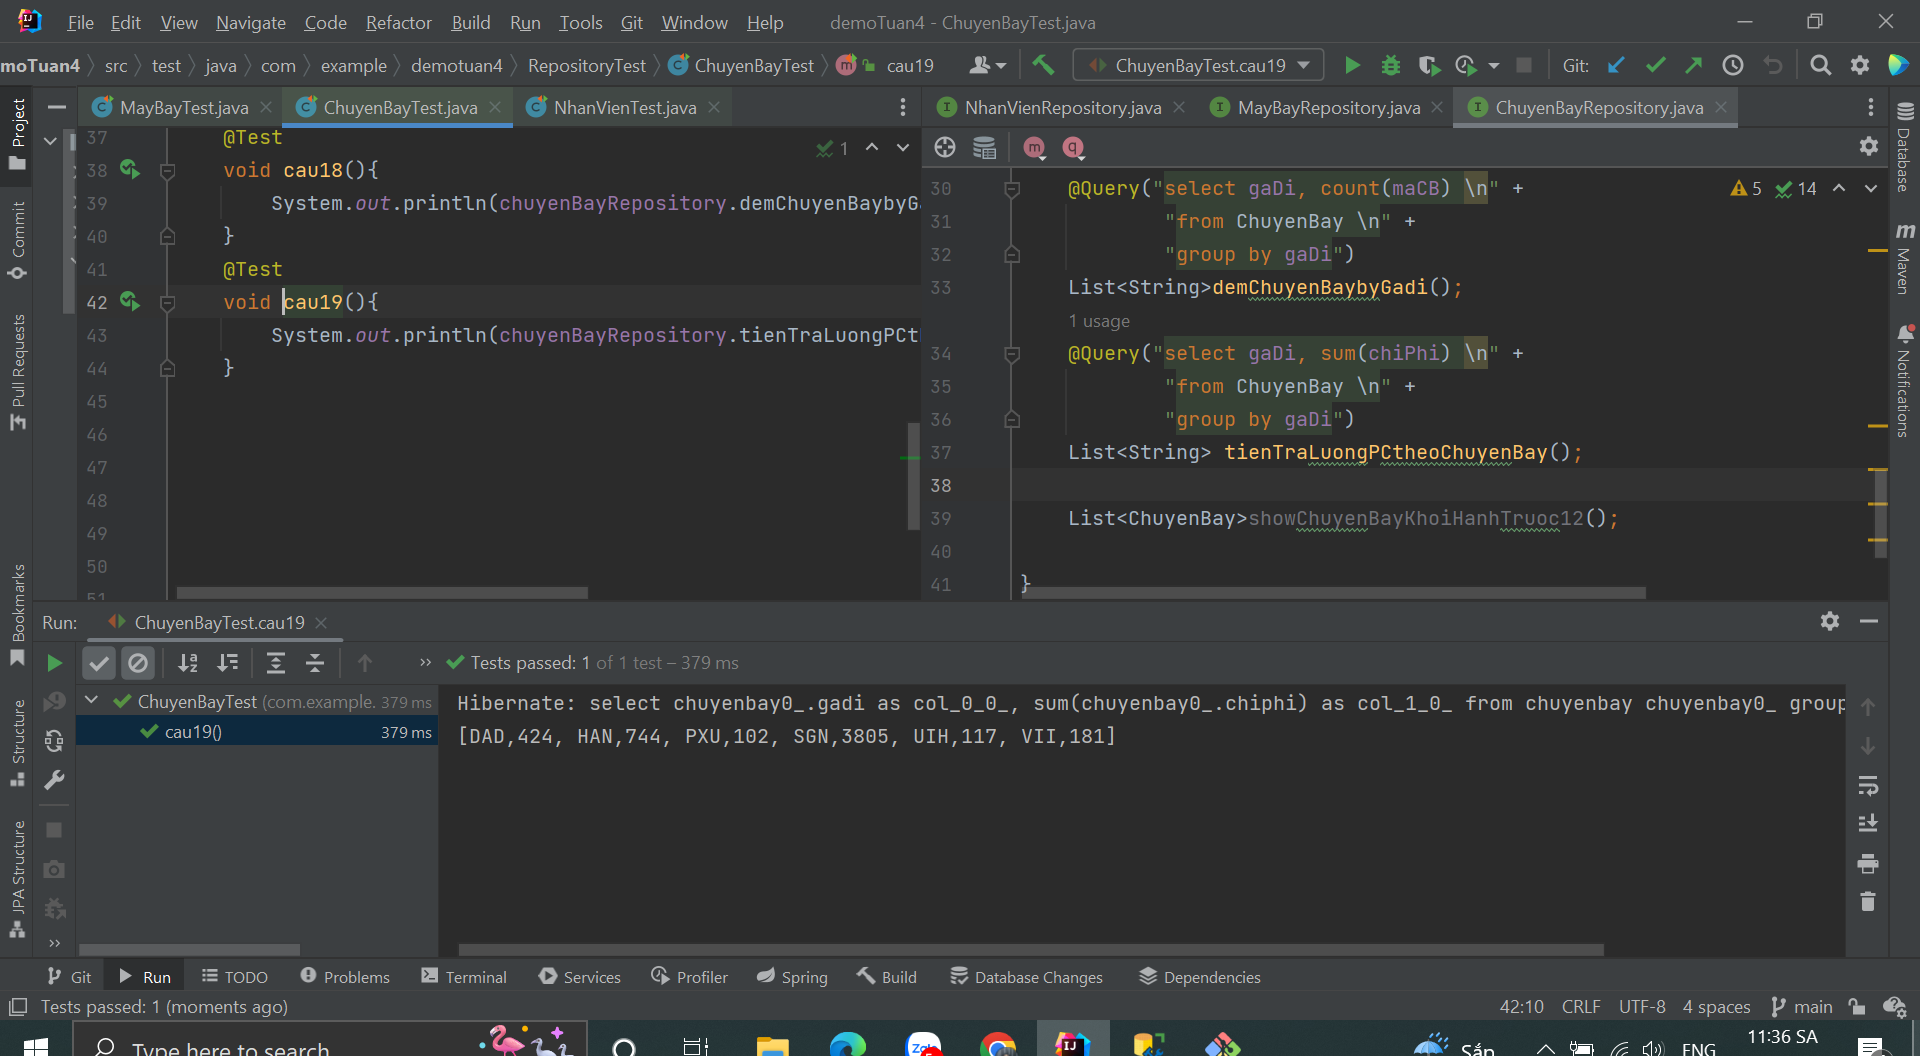 File Edit View Navigate Code Refactor Build Run Tools Git Window Help demoTuan4 - ChuyenBayTest.java
moTuan4 src test java com example demotuan4 RepositoryTest ChuyenBayTest cau19 ChuyenBayTest.cau19 Git:
MayBayTest.java ChuyenBayTest.java NhanVienTest.java
37 @Test
38 void cau18(){
39 System.out.println(chuyenBayRepository.demChuyenBaybyG
40 }
41 @Test
42 void cau19(){
43 System.out.println(chuyenBayRepository.tienTraLuongPCt
44 }
45
46
47
48
49
50
51
1
NhanVienRepository.java MayBayRepository.java ChuyenBayRepository.java
5 14
30 @Query("select gaDi, count(maCB) \n" +
31 "from ChuyenBay \n" +
32 "group by gaDi")
33 List<String>demChuyenBaybyGadi();
1 usage
34 @Query("select gaDi, sum(chiPhi) \n" +
35 "from ChuyenBay \n" +
36 "group by gaDi")
37 List<String> tienTraLuongPCtheoChuyenBay();
38
39 List<ChuyenBay>showChuyenBayKhoiHanhTruoc12();
40
41 }
Project
Commit
Pull Requests
Bookmarks
Structure
JPA Structure
Database
Maven
Notifications
Run: ChuyenBayTest.cau19
Tests passed: 1 of 1 test – 379 ms
ChuyenBayTest (com.example. 379 ms
cau19() 379 ms
Hibernate: select chuyenbay0_.gadi as col_0_0_, sum(chuyenbay0_.chiphi) as col_1_0_ from chuyenbay chuyenbay0_ group
[DAD,424, HAN,744, PXU,102, SGN,3805, UIH,117, VII,181]
Git Run TODO Problems Terminal Services Profiler Spring Build Database Changes Dependencies
Tests passed: 1 (moments ago) 42:10 CRLF UTF-8 4 spaces main
Type here to search Zalo Sắp ENG 11:36 SA